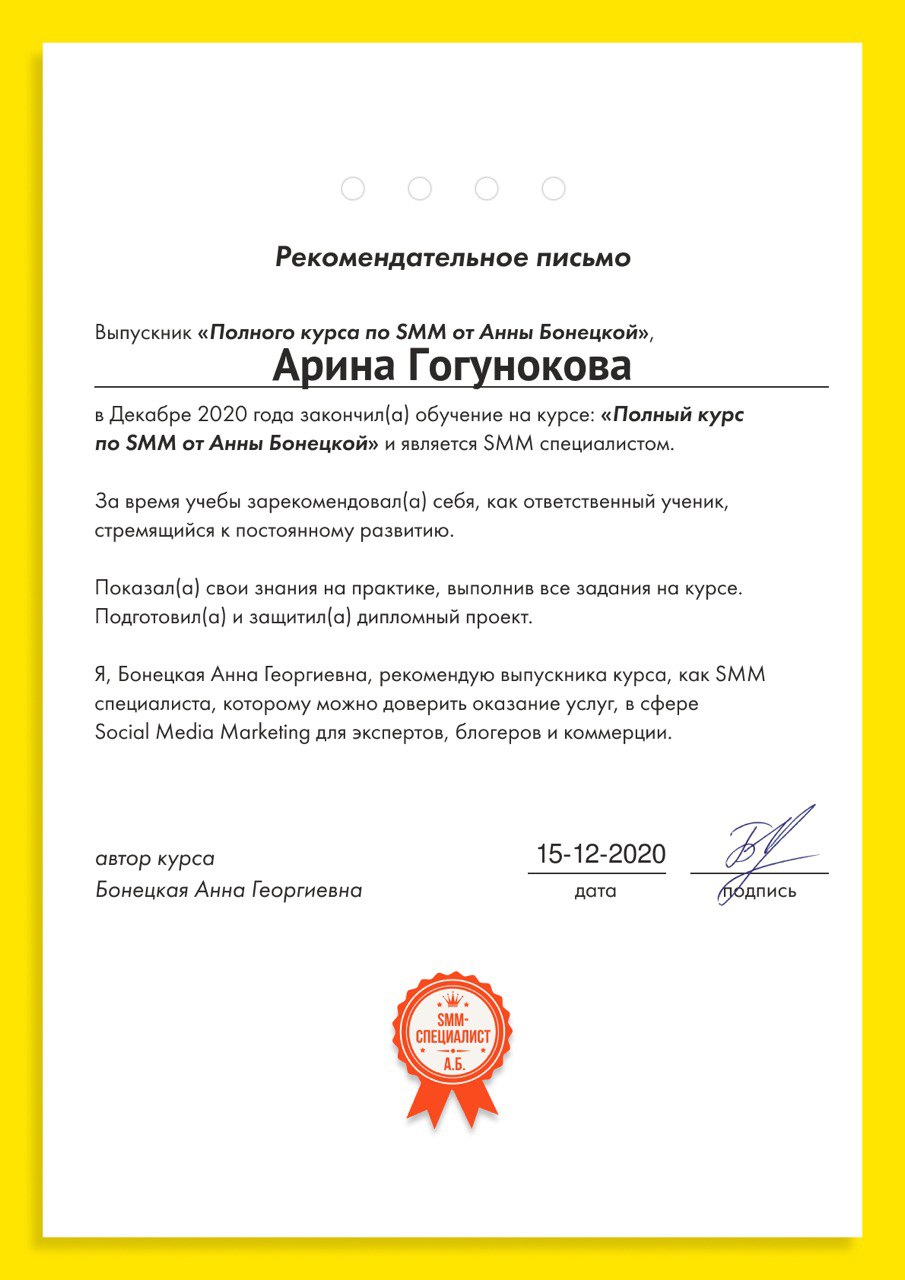 Рекомендательное письмо
Выпускник «Полного курса по SMM от Анны Бонецкой»,
Арина Гогунокова
в Декабре 2020 года закончил(а) обучение на курсе: «Полный курс
по SMM от Анны Бонецкой» и является SMM специалистом.
За время учебы зарекомендовал(а) себя, как ответственный ученик,
стремящийся к постоянному развитию.
Показал(а) свои знания на практике, выполнив все задания на курсе.
Подготовил(а) и защитил(а) дипломный проект.
Я, Бонецкая Анна Георгиевна, рекомендую выпускника курса, как SMM
специалиста, которому можно доверить оказание услуг, в сфере
Social Media Marketing для экспертов, блогеров и коммерции.
автор курса
Бонецкая Анна Георгиевна
15-12-2020
дата
подпись
SMM-
СПЕЦИАЛИСТ
А.Б.